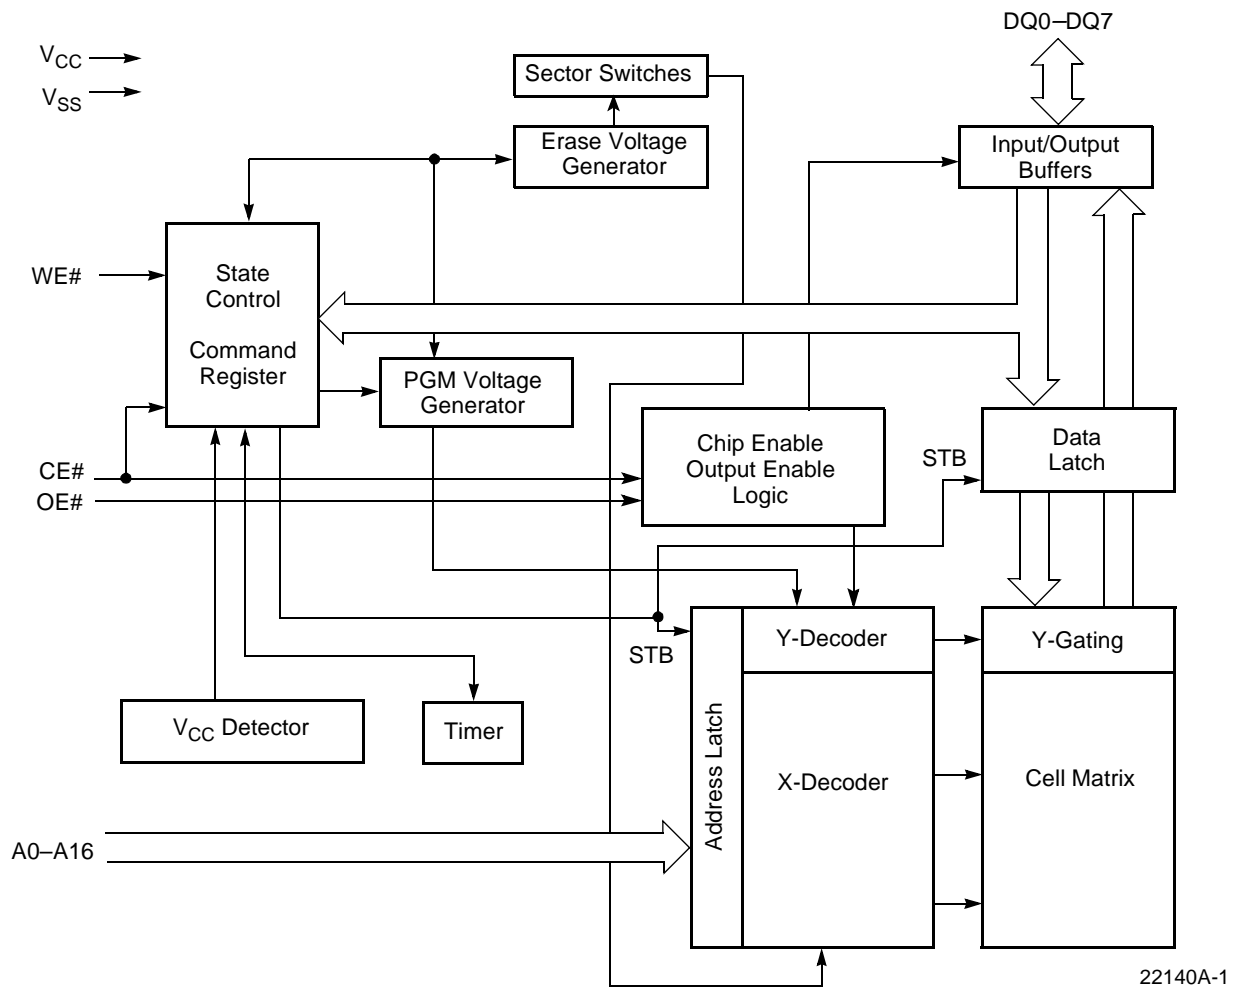 DQ0–DQ7
VCC
VSS
Sector Switches
Erase Voltage
Generator
Input/Output
Buffers
WE#
State
Control
Command
Register
PGM Voltage
Generator
Chip Enable
Output Enable
Logic
STB
Data
Latch
CE#
OE#
STB
Y-Decoder
Y-Gating
VCC Detector
Timer
Address Latch
X-Decoder
Cell Matrix
A0–A16
22140A-1